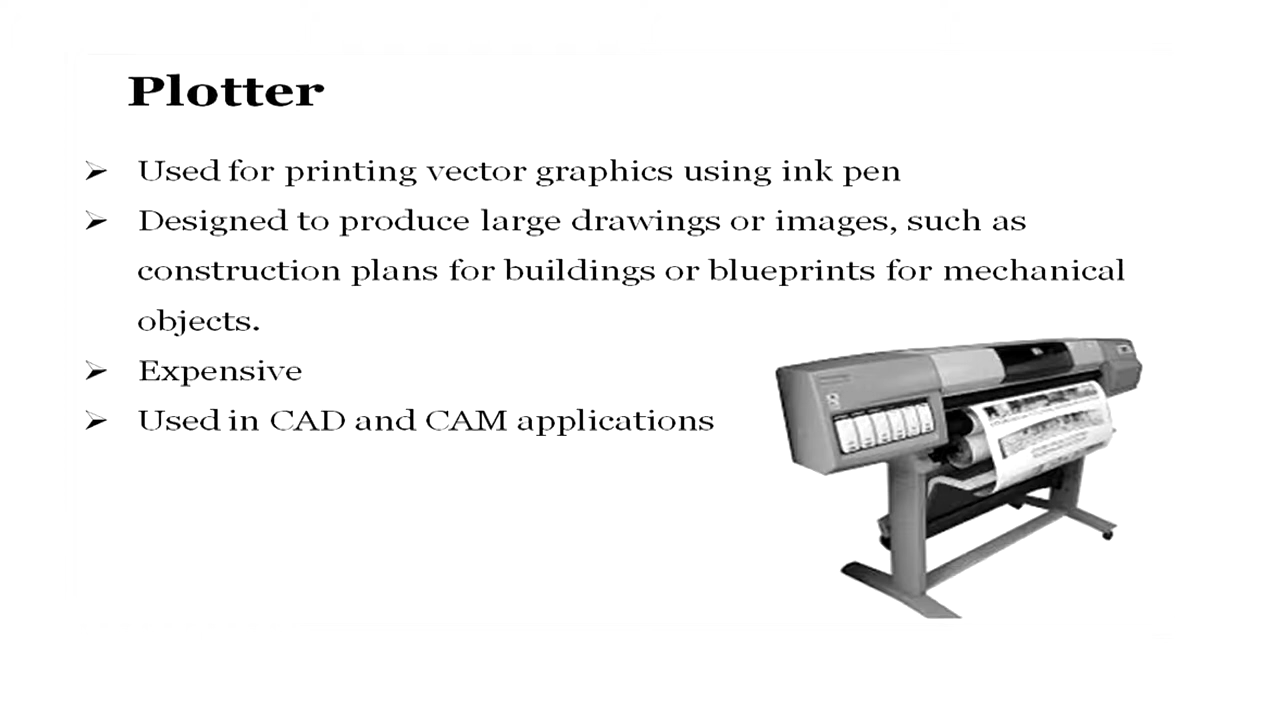 Plotter
➢ Used for printing vector graphics using ink pen
➢ Designed to produce large drawings or images, such as
construction plans for buildings or blueprints for mechanical
objects.
➢ Expensive
➢ Used in CAD and CAM applications